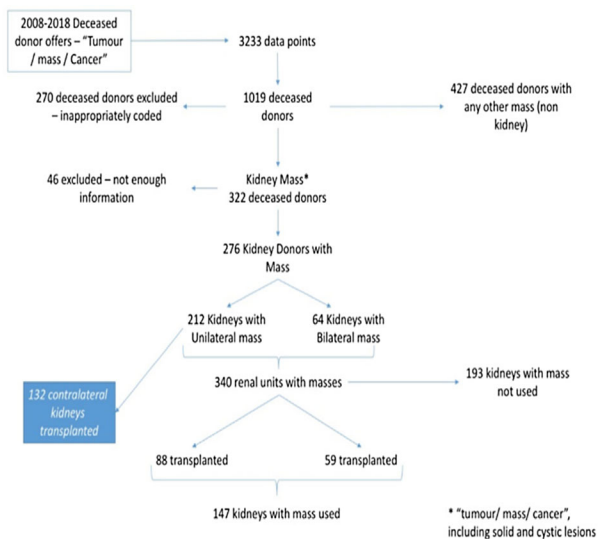 2008-2018 Deceased
donor offers – “Tumour
/ mass / Cancer”
3233 data points
270 deceased donors excluded
– inappropriately coded
1019 deceased
donors
427 deceased donors with
any other mass (non
kidney)
46 excluded – not enough
information
Kidney Mass*
322 deceased donors
276 Kidney Donors with
Mass
212 Kidneys with
Unilateral mass
64 Kidneys with
Bilateral mass
340 renal units with masses
193 kidneys with mass
not used
132 contralateral
kidneys
transplanted
88 transplanted
59 transplanted
147 kidneys with mass used
* “tumour/ mass/ cancer”,
including solid and cystic lesions